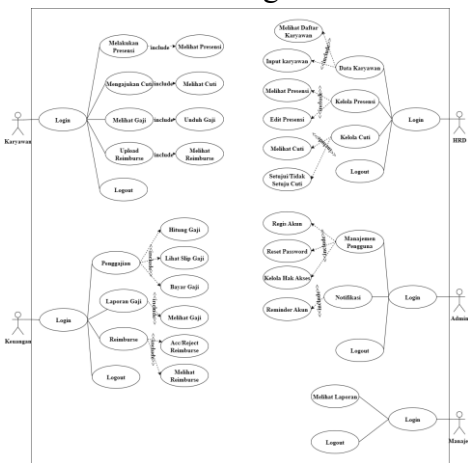 Melakukan
Presensi
include
Melihat Presensi
Mengajukan Cuti
include
Melihat Cuti
Login
Karyawan
Melihat Gaji
include
Unduh Gaji
Upload
Reimburse
include
Melihat
Reimburse
Logout
Melihat Daftar
Karyawan
Input karyawan
Data Karyawan
Melihat Presensi
Kelola Presensi
Edit Presensi
Login
HRD
Kelola Cuti
Melihat Cuti
Setujui/Tidak
Setuju Cuti
Logout
Hitung Gaji
Penggajian
Lihat Slip Gaji
Bayar Gaji
Laporan Gaji
Melihat Gaji
Login
Keuangan
Reimburse
Acc/Reject
Reimburse
Melihat
Reimburse
Logout
Regis Akun
Manajemen
Pengguna
Reset Password
Kelola Hak Akses
Notifikasi
Login
Admin
Reminder Akun
Logout
Melihat Laporan
Login
Manaje
Logout